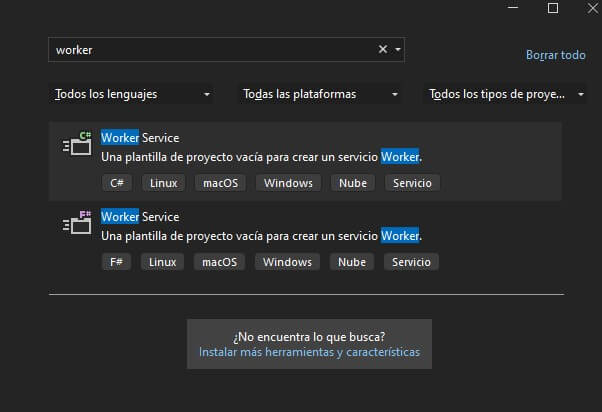 worker
Borrar todo
Todos los lenguajes
Todas las plataformas
Todos los tipos de proye...
C#
Worker Service
Una plantilla de proyecto vacía para crear un servicio Worker.
C# Linux macOS Windows Nube Servicio
F#
Worker Service
Una plantilla de proyecto vacía para crear un servicio Worker.
F# Linux macOS Windows Nube Servicio
¿No encuentra lo que busca?
Instalar más herramientas y características